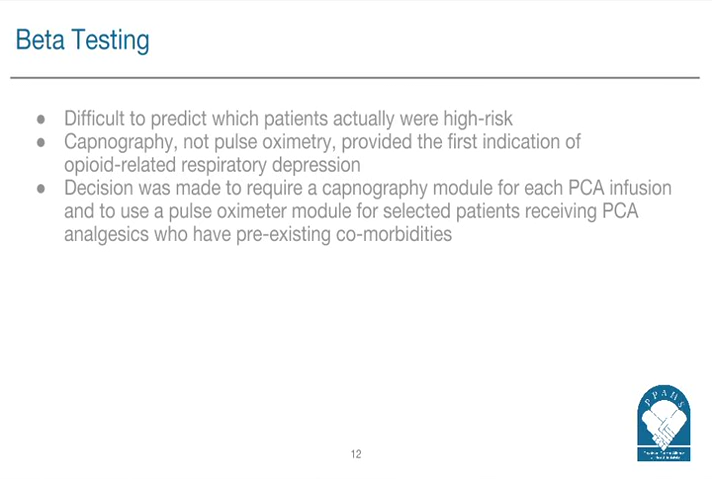 Beta Testing
● Difficult to predict which patients actually were high-risk
● Capnography, not pulse oximetry, provided the first indication of
opioid-related respiratory depression
● Decision was made to require a capnography module for each PCA infusion
and to use a pulse oximeter module for selected patients receiving PCA
analgesics who have pre-existing co-morbidities
PPAHS
12